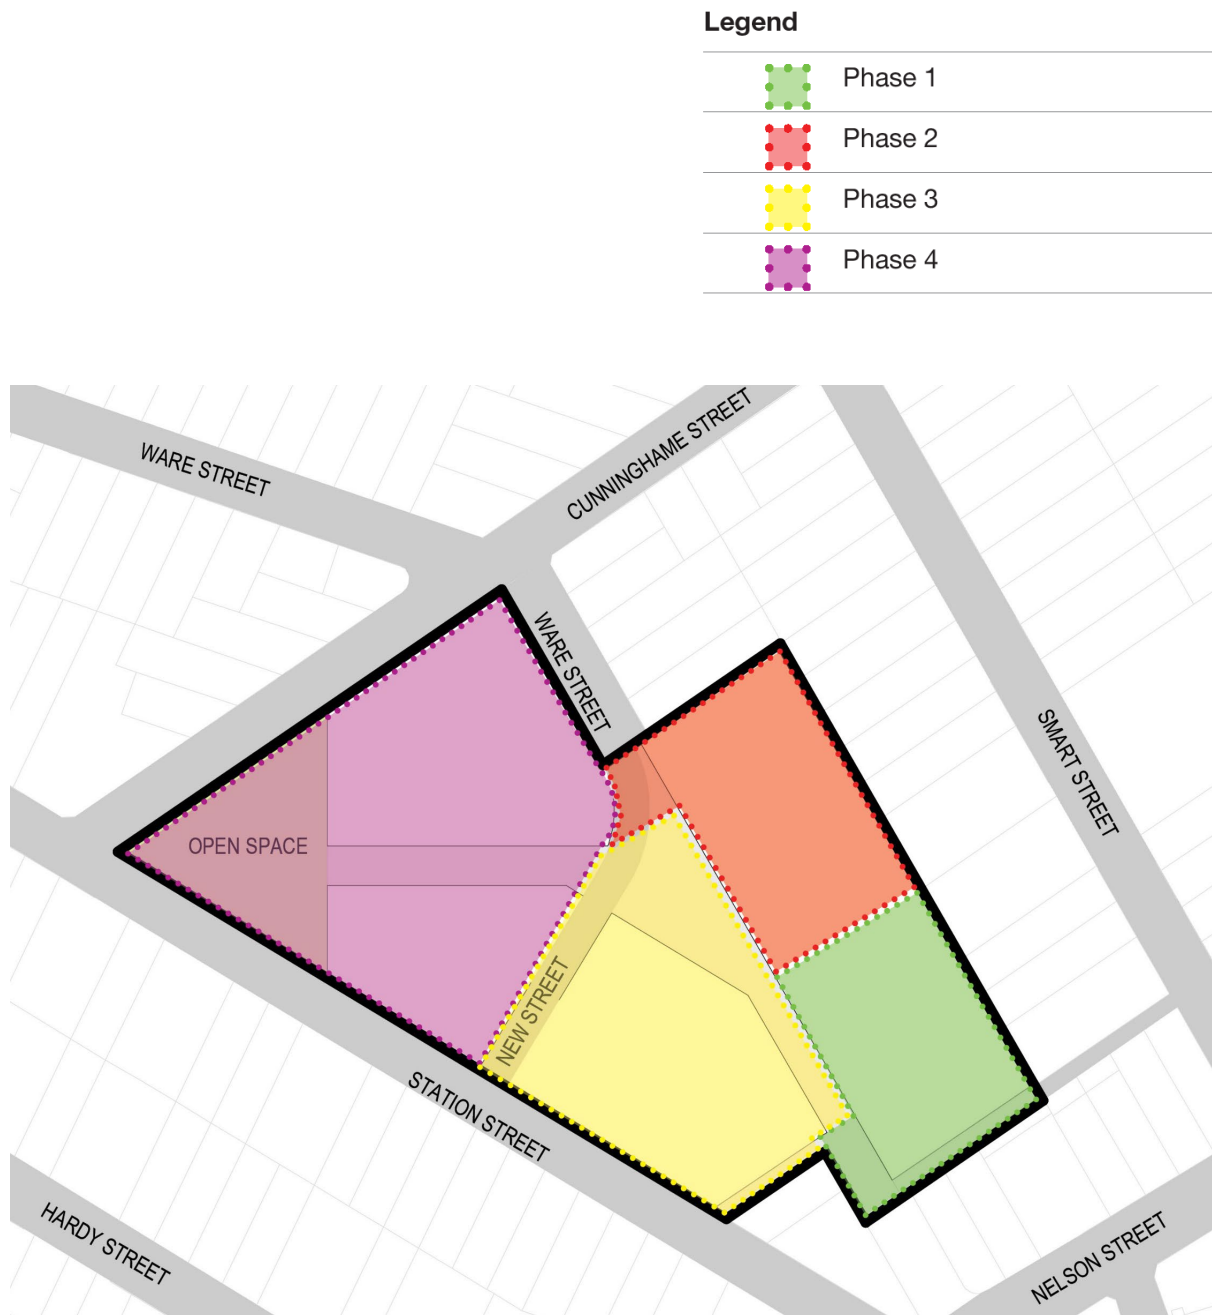 Legend
Phase 1
Phase 2
Phase 3
Phase 4
CUNNINGHAME STREET
WARE STREET
WARE STREET
SMART STREET
OPEN SPACE
NEW STREET
STATION STREET
HARDY STREET
NELSON STREET